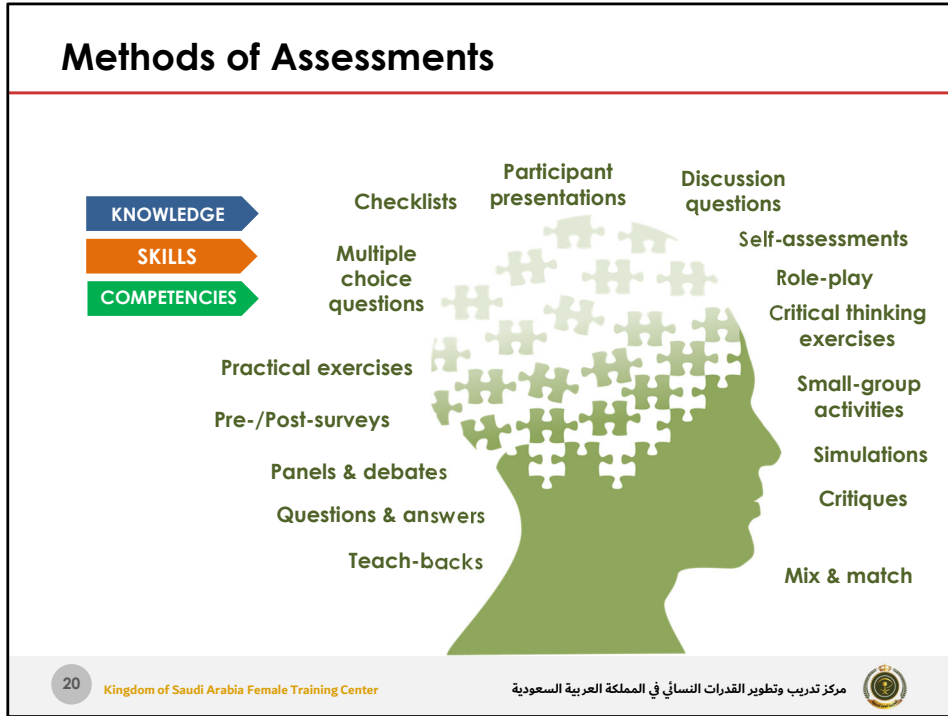 Methods of Assessments
KNOWLEDGE
SKILLS
COMPETENCIES
Checklists
Participant
presentations
Discussion
questions
Multiple
choice
questions
Self-assessments
Role-play
Critical thinking
exercises
Practical exercises
Small-group
activities
Pre-/Post-surveys
Simulations
Panels & debates
Critiques
Questions & answers
Teach-backs
Mix & match
20
Kingdom of Saudi Arabia Female Training Center
مركز تدريب وتطوير القدرات النسائي في المملكة العربية السعودية